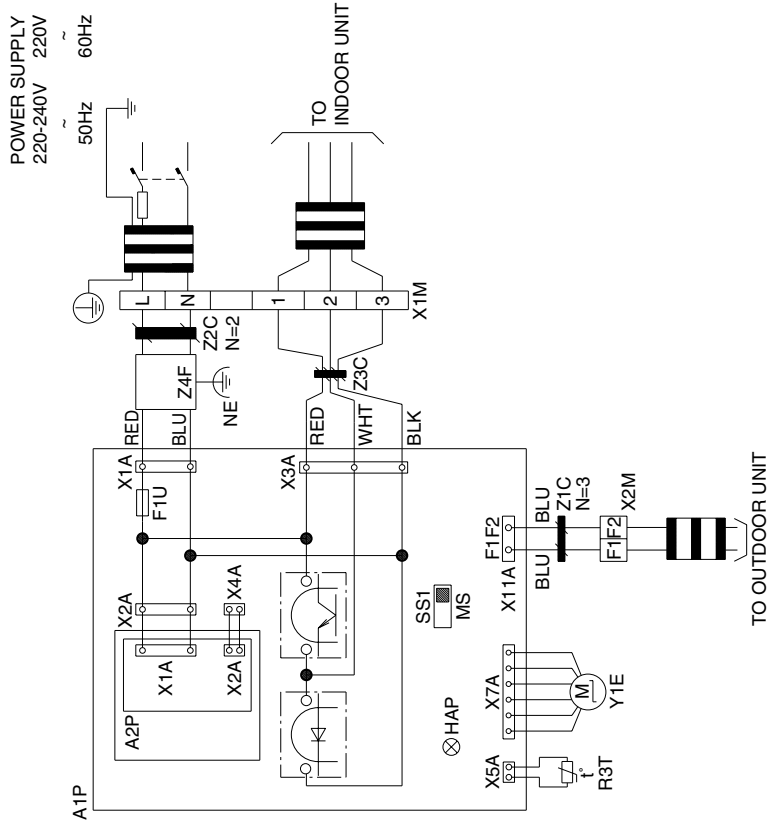 POWER SUPPLY
220-240V 220V
~ ~
50Hz 60Hz
TO
INDOOR UNIT
L
N
1
2
3
X1M
Z2C
N=2
Z4F
NE
Z3C
RED
BLU
RED
WHT
BLK
X1A
F1U
X3A
X2A
X4A
X1A
X2A
A2P
A1P
SS1
MS
HAP
X11A
F1F2
BLU
BLU
Z1C
N=3
F1F2
X2M
TO OUTDOOR UNIT
X7A
M
Y1E
X5A
t°
R3T